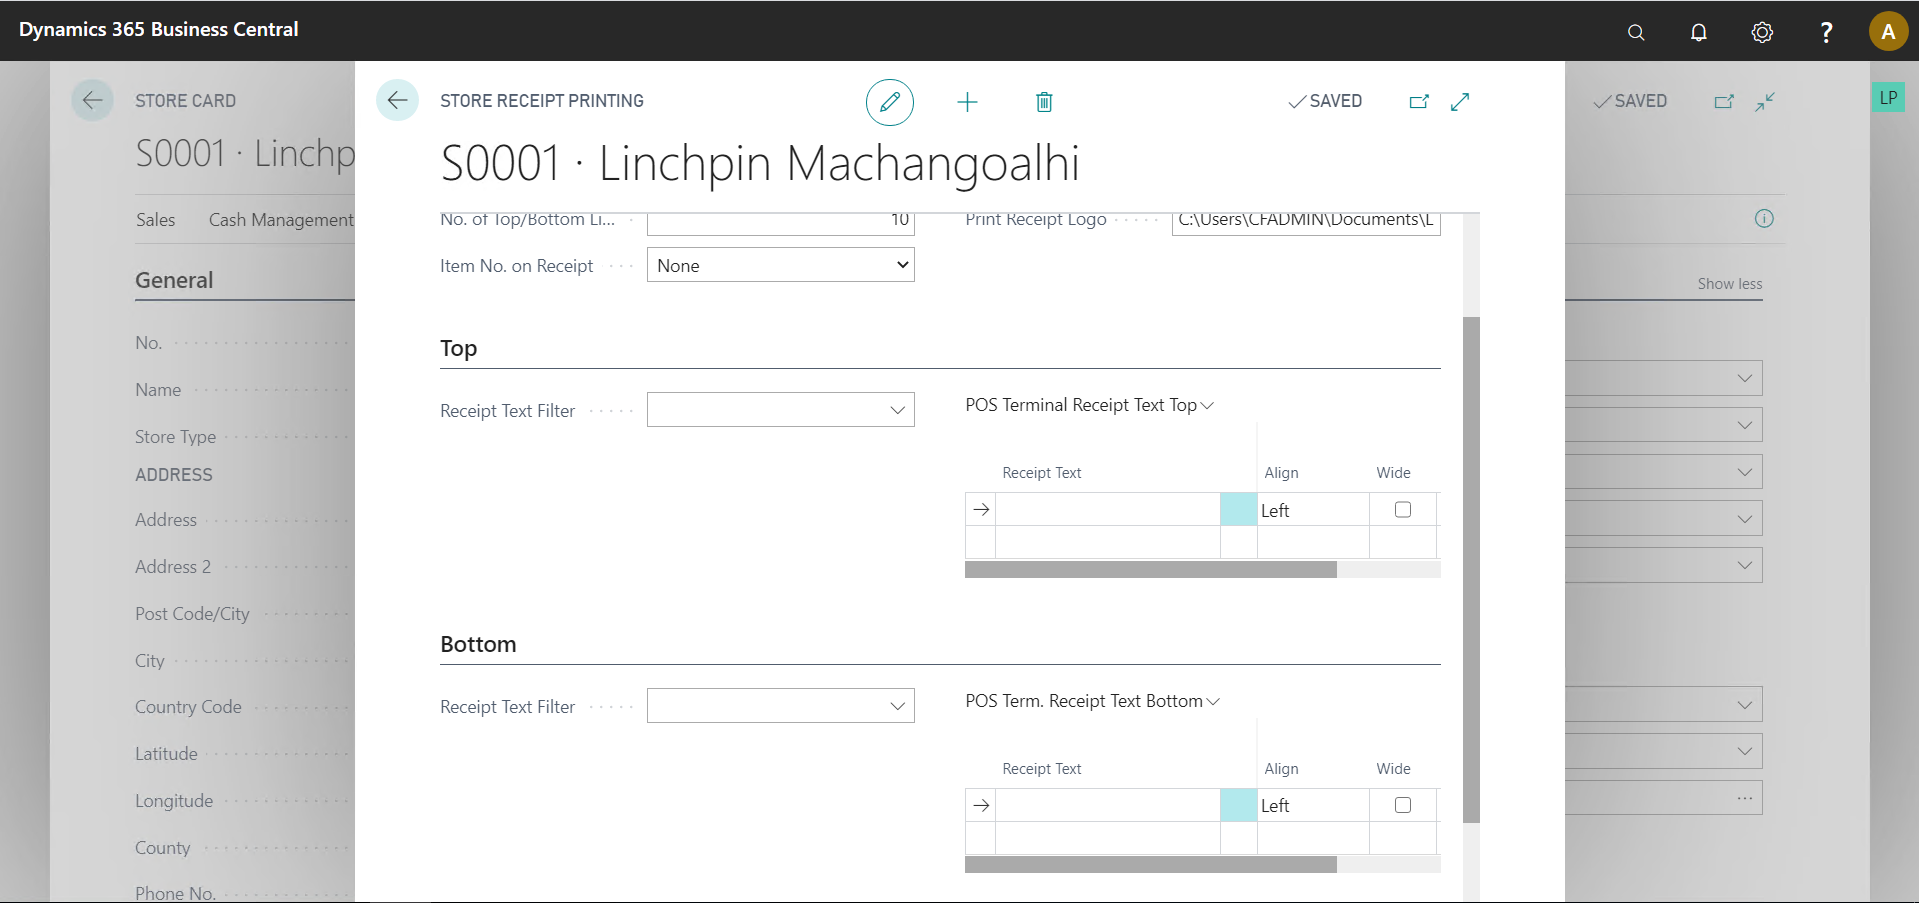 Dynamics 365 Business Central
?
A
STORE CARD
S0001 · Linchp
Sales
Cash Management
General
No.
Name
Store Type
ADDRESS
Address
Address 2
Post Code/City
City
Country Code
Latitude
Longitude
County
Phone No.
STORE RECEIPT PRINTING
SAVED
S0001 · Linchpin Machangoalhi
No. of Top/Bottom Li...
10
Print Receipt Logo
C:\Users\CFADMIN\Documents\L
Item No. on Receipt
None
Top
Receipt Text Filter
POS Terminal Receipt Text Top
Receipt Text
Align
Wide
Left
Bottom
Receipt Text Filter
POS Term. Receipt Text Bottom
Receipt Text
Align
Wide
Left
SAVED
LP
Show less